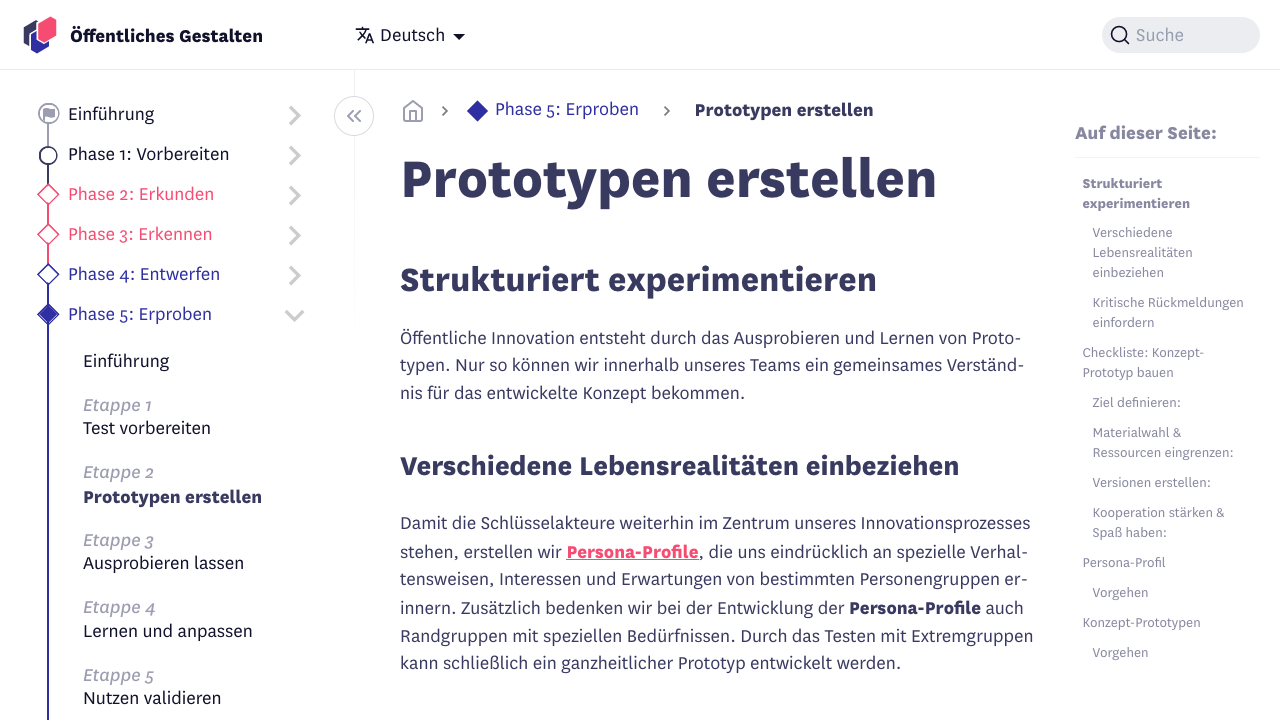 Öffentliches Gestalten
Deutsch
Suche
Einführung
Phase 1: Vorbereiten
Phase 2: Erkunden
Phase 3: Erkennen
Phase 4: Entwerfen
Phase 5: Erproben
Einführung
Etappe 1
Test vorbereiten
Etappe 2
Prototypen erstellen
Etappe 3
Ausprobieren lassen
Etappe 4
Lernen und anpassen
Etappe 5
Nutzen validieren
Phase 5: Erproben
Prototypen erstellen
Prototypen erstellen
Strukturiert experimentieren
Öffentliche Innovation entsteht durch das Ausprobieren und Lernen von Proto-
typen. Nur so können wir innerhalb unseres Teams ein gemeinsames Verständ-
nis für das entwickelte Konzept bekommen.
Verschiedene Lebensrealitäten einbeziehen
Damit die Schlüsselakteure weiterhin im Zentrum unseres Innovationsprozesses
stehen, erstellen wir Persona-Profile, die uns eindrücklich an spezielle Verhal-
tensweisen, Interessen und Erwartungen von bestimmten Personengruppen er-
innern. Zusätzlich bedenken wir bei der Entwicklung der Persona-Profile auch
Randgruppen mit speziellen Bedürfnissen. Durch das Testen mit Extremgruppen
kann schließlich ein ganzheitlicher Prototyp entwickelt werden.
Auf dieser Seite:
Strukturiert
experimentieren
Verschiedene
Lebensrealitäten
einbeziehen
Kritische Rückmeldungen
einfordern
Checkliste: Konzept-
Prototyp bauen
Ziel definieren:
Materialwahl &
Ressourcen eingrenzen:
Versionen erstellen:
Kooperation stärken &
Spaß haben:
Persona-Profil
Vorgehen
Konzept-Prototypen
Vorgehen